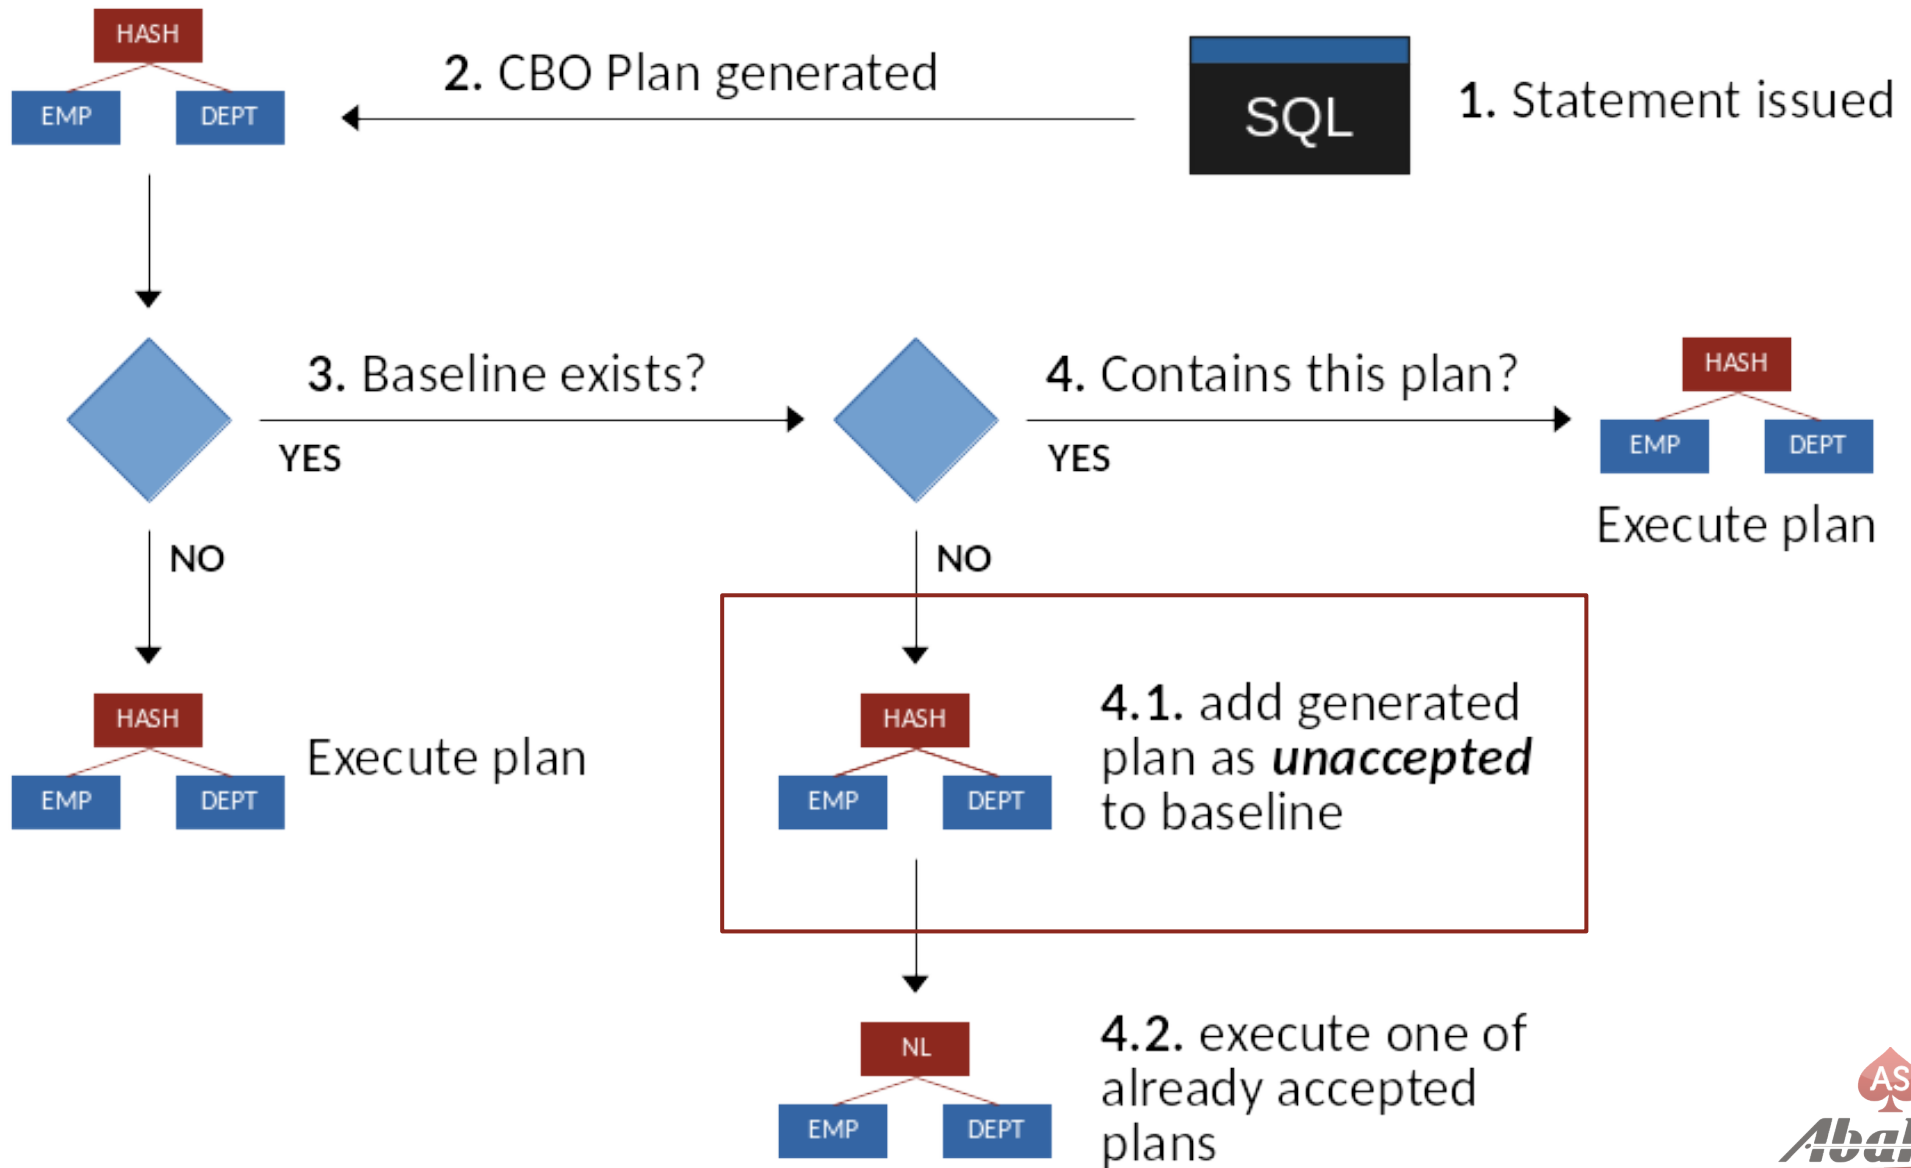 HASH
EMP
DEPT
2. CBO Plan generated
SQL
1. Statement issued
3. Baseline exists?
YES
4. Contains this plan?
YES
HASH
EMP
DEPT
Execute plan
NO
NO
HASH
EMP
DEPT
Execute plan
HASH
EMP
DEPT
4.1. add generated
plan as unaccepted
to baseline
NL
EMP
DEPT
4.2. execute one of
already accepted
plans
AS